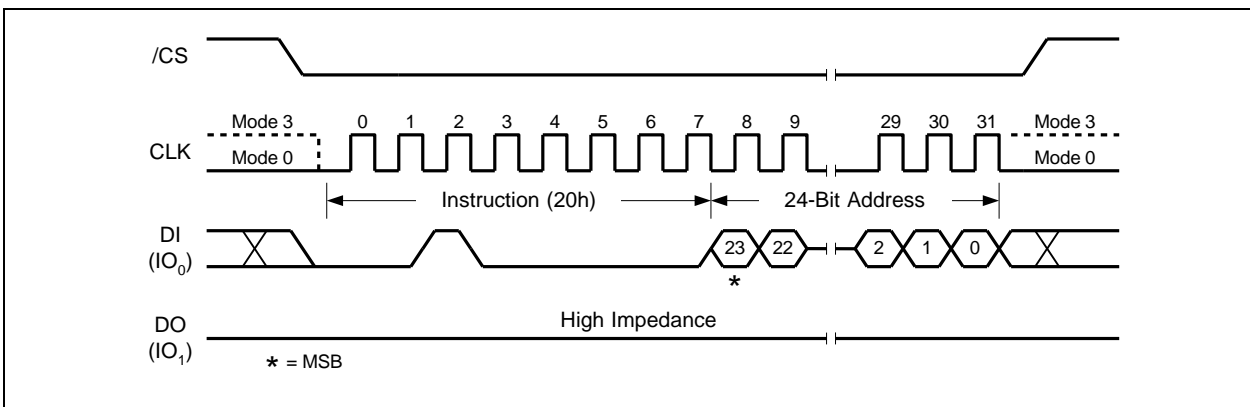 /CS
Mode 3 0 1 2 3 4 5 6 7 8 9 29 30 31 Mode 3
CLK
Mode 0 Mode 0
Instruction (20h) 24-Bit Address
DI
(IO₀)
23 22 2 1 0
*
High Impedance
DO
(IO₁)
* = MSB